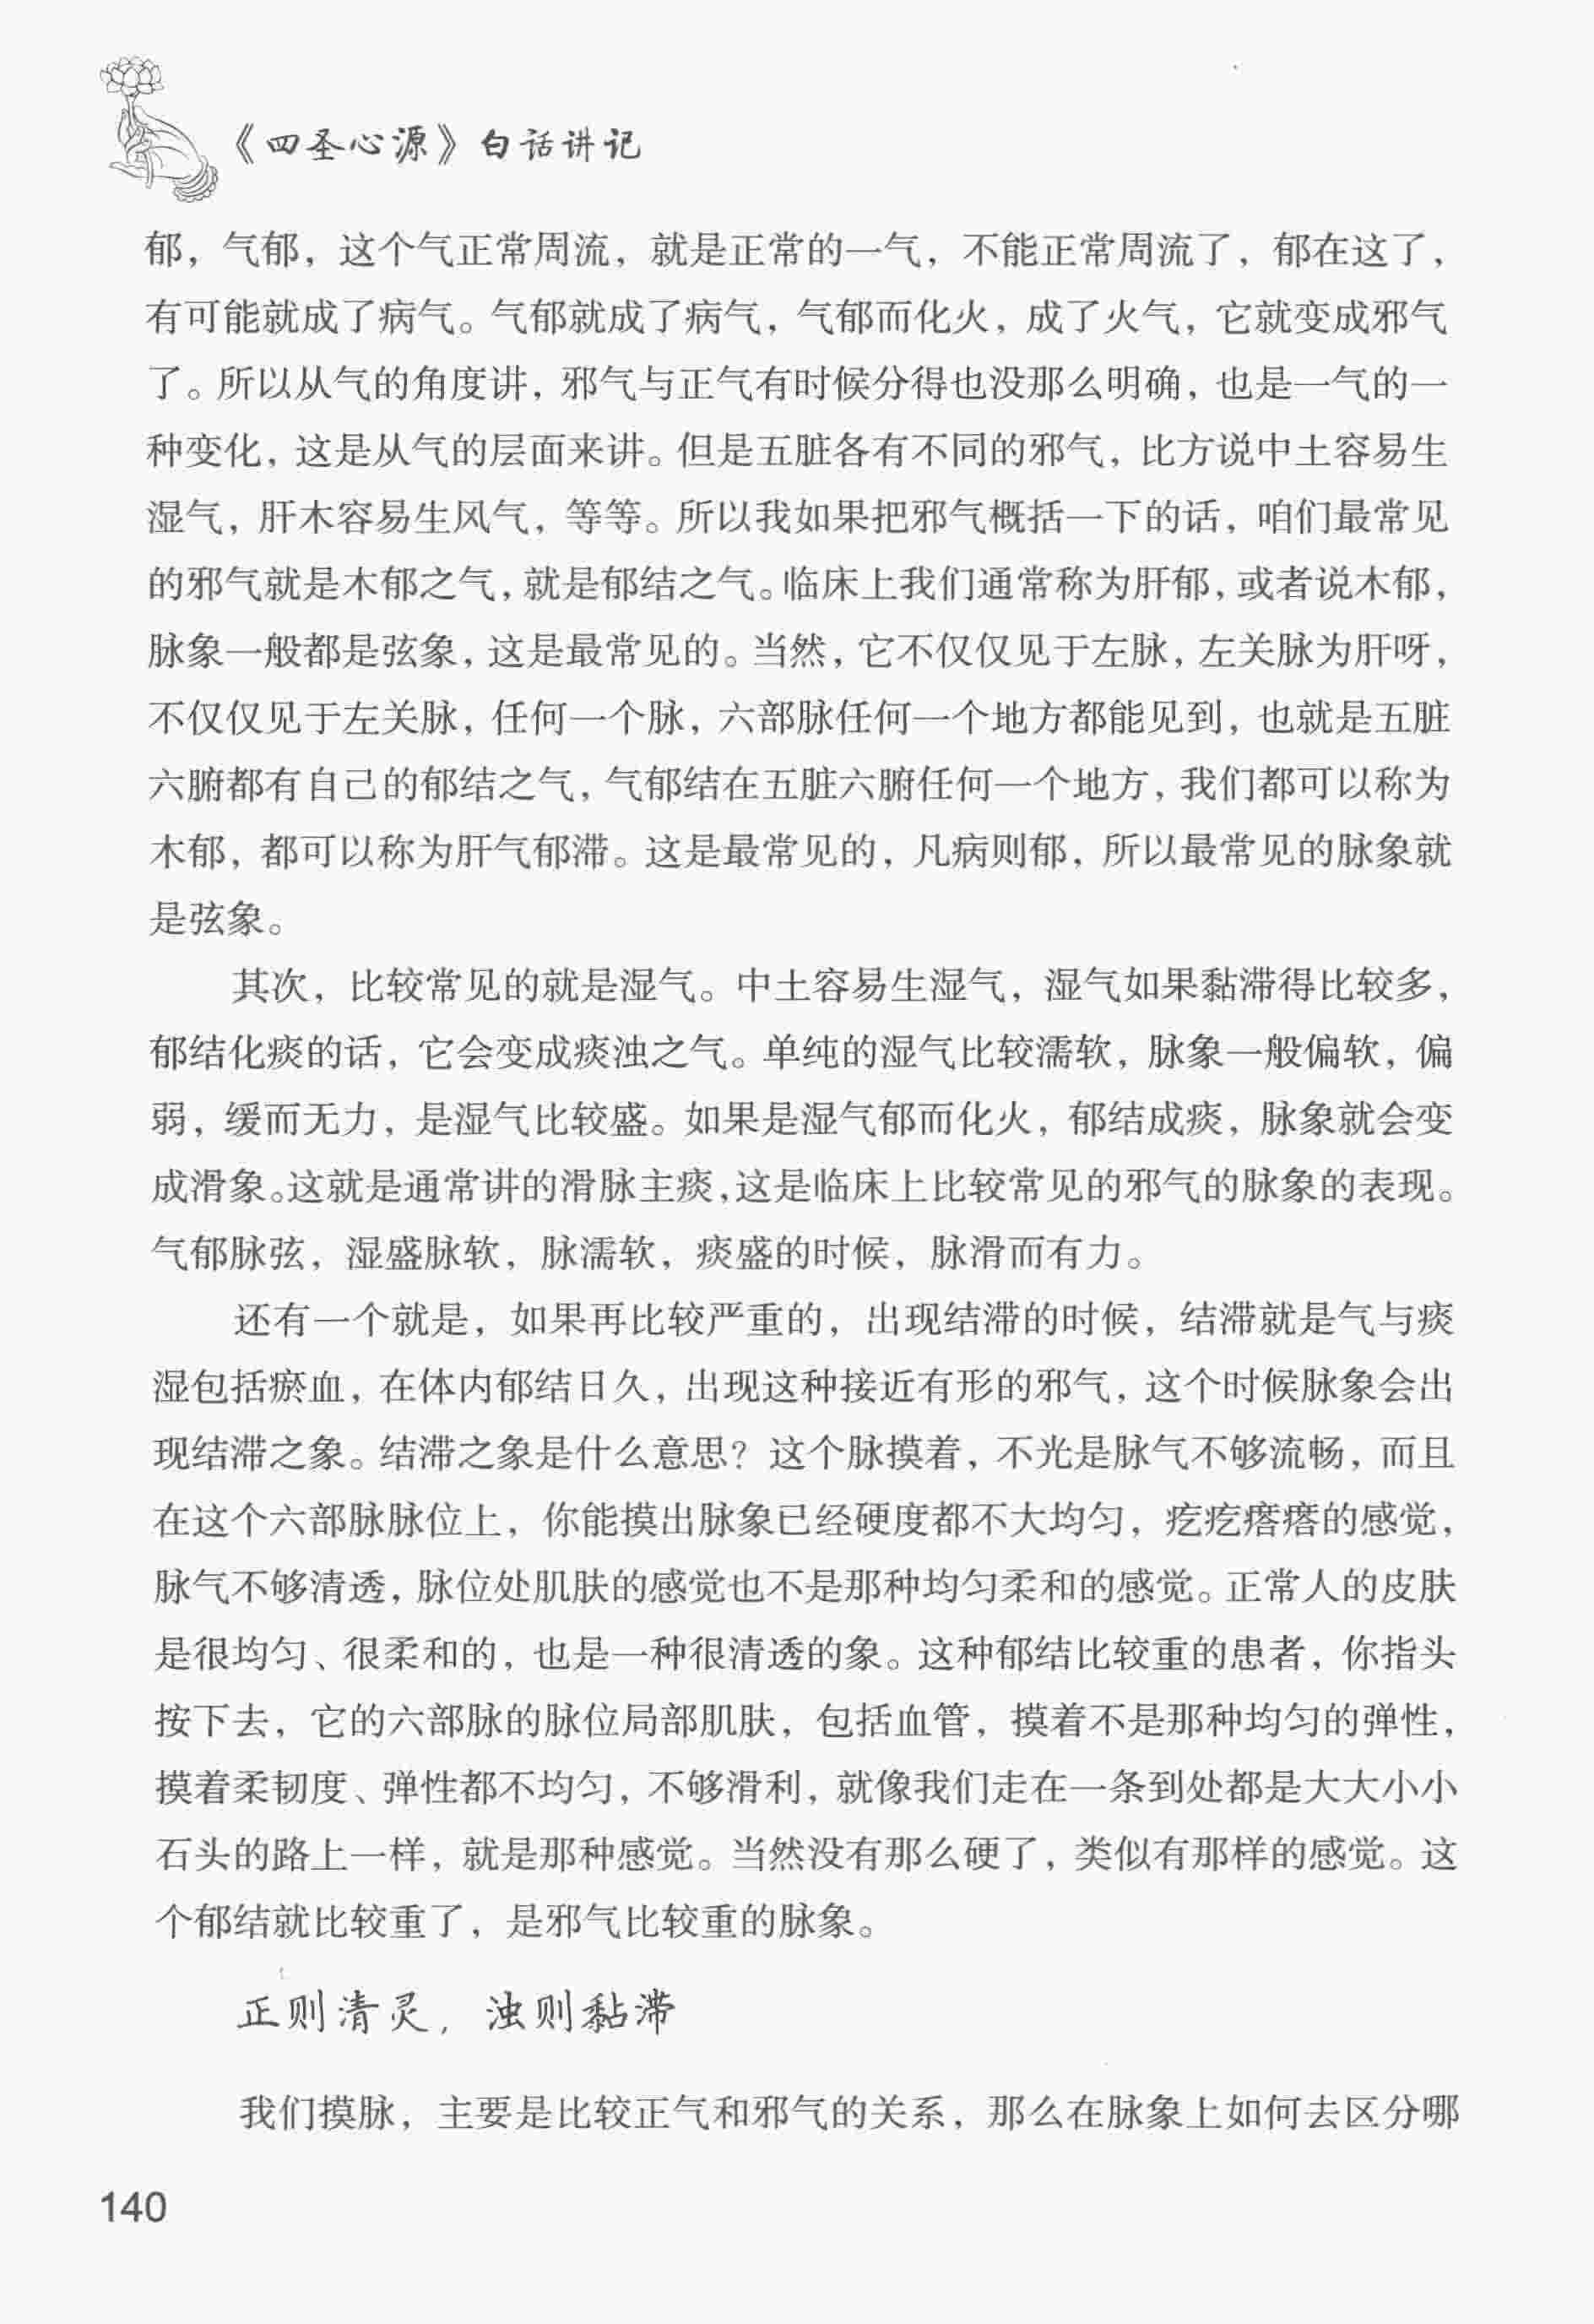 《四圣心源》白话讲记
郁，气郁，这个气正常周流，就是正常的一气，不能正常周流了，郁在这了，
有可能就成了病气。气郁就成了病气，气郁而化火，成了火气，它就变成邪气
了。所以从气的角度讲，邪气与正气有时候分得也没那么明确，也是一气的一
种变化，这是从气的层面来讲。但是五脏各有不同的邪气，比方说中土容易生
湿气，肝木容易生风气，等等。所以我如果把邪气概括一下的话，咱们最常见
的邪气就是木郁之气，就是郁结之气。临床上我们通常称为肝郁，或者说木郁，
脉象一般都是弦象，这是最常见的。当然，它不仅仅见于左脉，左关脉为肝呀，
不仅仅见于左关脉，任何一个脉，六部脉任何一个地方都能见到，也就是五脏
六腑都有自己的郁结之气，气郁结在五脏六腑任何一个地方，我们都可以称为
木郁，都可以称为肝气郁滞。这是最常见的，凡病则郁，所以最常见的脉象就
是弦象。
其次，比较常见的就是湿气。中土容易生湿气，湿气如果黏滞得比较多，
郁结化痰的话，它会变成痰浊之气。单纯的湿气比较濡软，脉象一般偏软，偏
弱，缓而无力，是湿气比较盛。如果是湿气郁而化火，郁结成痰，脉象就会变
成滑象。这就是通常讲的滑脉主痰，这是临床上比较常见的邪气的脉象的表现。
气郁脉弦，湿盛脉软，脉濡软，痰盛的时候，脉滑而有力。
还有一个就是，如果再比较严重的，出现结滞的时候，结滞就是气与痰
湿包括瘀血，在体内郁结日久，出现这种接近有形的邪气，这个时候脉象会出
现结滞之象。结滞之象是什么意思？这个脉摸着，不光是脉气不够流畅，而且
在这个六部脉脉位上，你能摸出脉象已经硬度都不大均匀，疙疙瘩瘩的感觉，
脉气不够清透，脉位处肌肤的感觉也不是那种均匀柔和的感觉。正常人的皮肤
是很均匀、很柔和的，也是一种很清透的象。这种郁结比较重的患者，你指头
按下去，它的六部脉的脉位局部肌肤，包括血管，摸着不是那种均匀的弹性，
摸着柔韧度、弹性都不均匀，不够滑利，就像我们走在一条到处都是大大小小
石头的路上一样，就是那种感觉。当然没有那么硬了，类似有那样的感觉。这
个郁结就比较重了，是邪气比较重的脉象。
正则清灵，浊则黏滞
我们摸脉，主要是比较正气和邪气的关系，那么在脉象上如何去区分哪
140